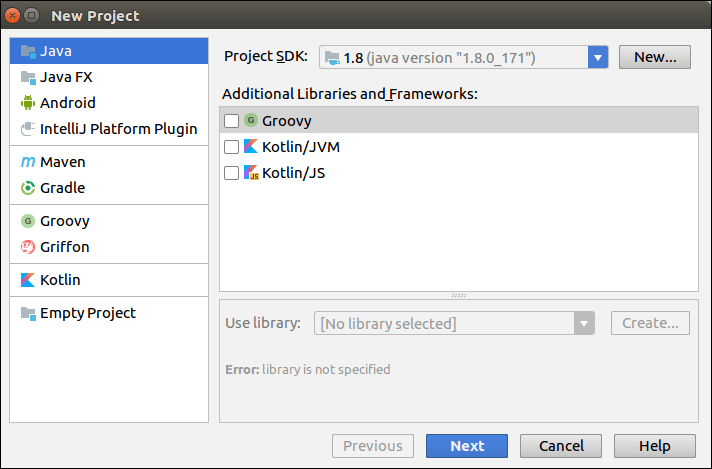 New Project
Java
Java FX
Android
IntelliJ Platform Plugin
Maven
Gradle
Groovy
Griffon
Kotlin
Empty Project
Project SDK: 1.8 (java version "1.8.0_171") New...
Additional Libraries and Frameworks:
Groovy
Kotlin/JVM
Kotlin/JS
Use library: [No library selected] Create...
Error: library is not specified
Previous Next Cancel Help